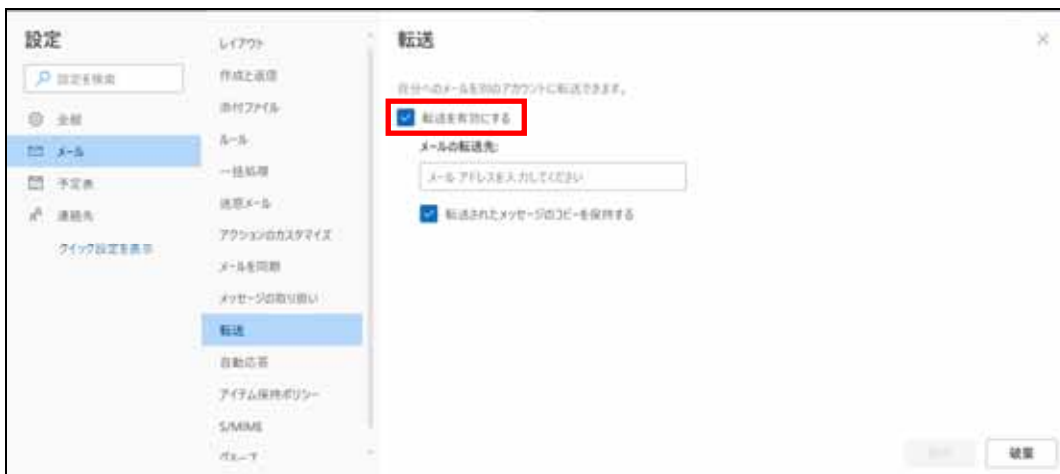 設定
設定を検索
全般
メール
予定表
連絡先
クイック設定を表示
レイアウト
作成と返信
添付ファイル
ルール
一括処理
迷惑メール
アクションのカスタマイズ
メールを同期
メッセージの取り扱い
転送
自動応答
アイテム保持ポリシー
S/MIME
グループ
転送
自分へのメールを別のアカウントに転送できます。
転送を有効にする
メールの転送先:
メール アドレスを入力してください
転送されたメッセージのコピーを保持する
破棄